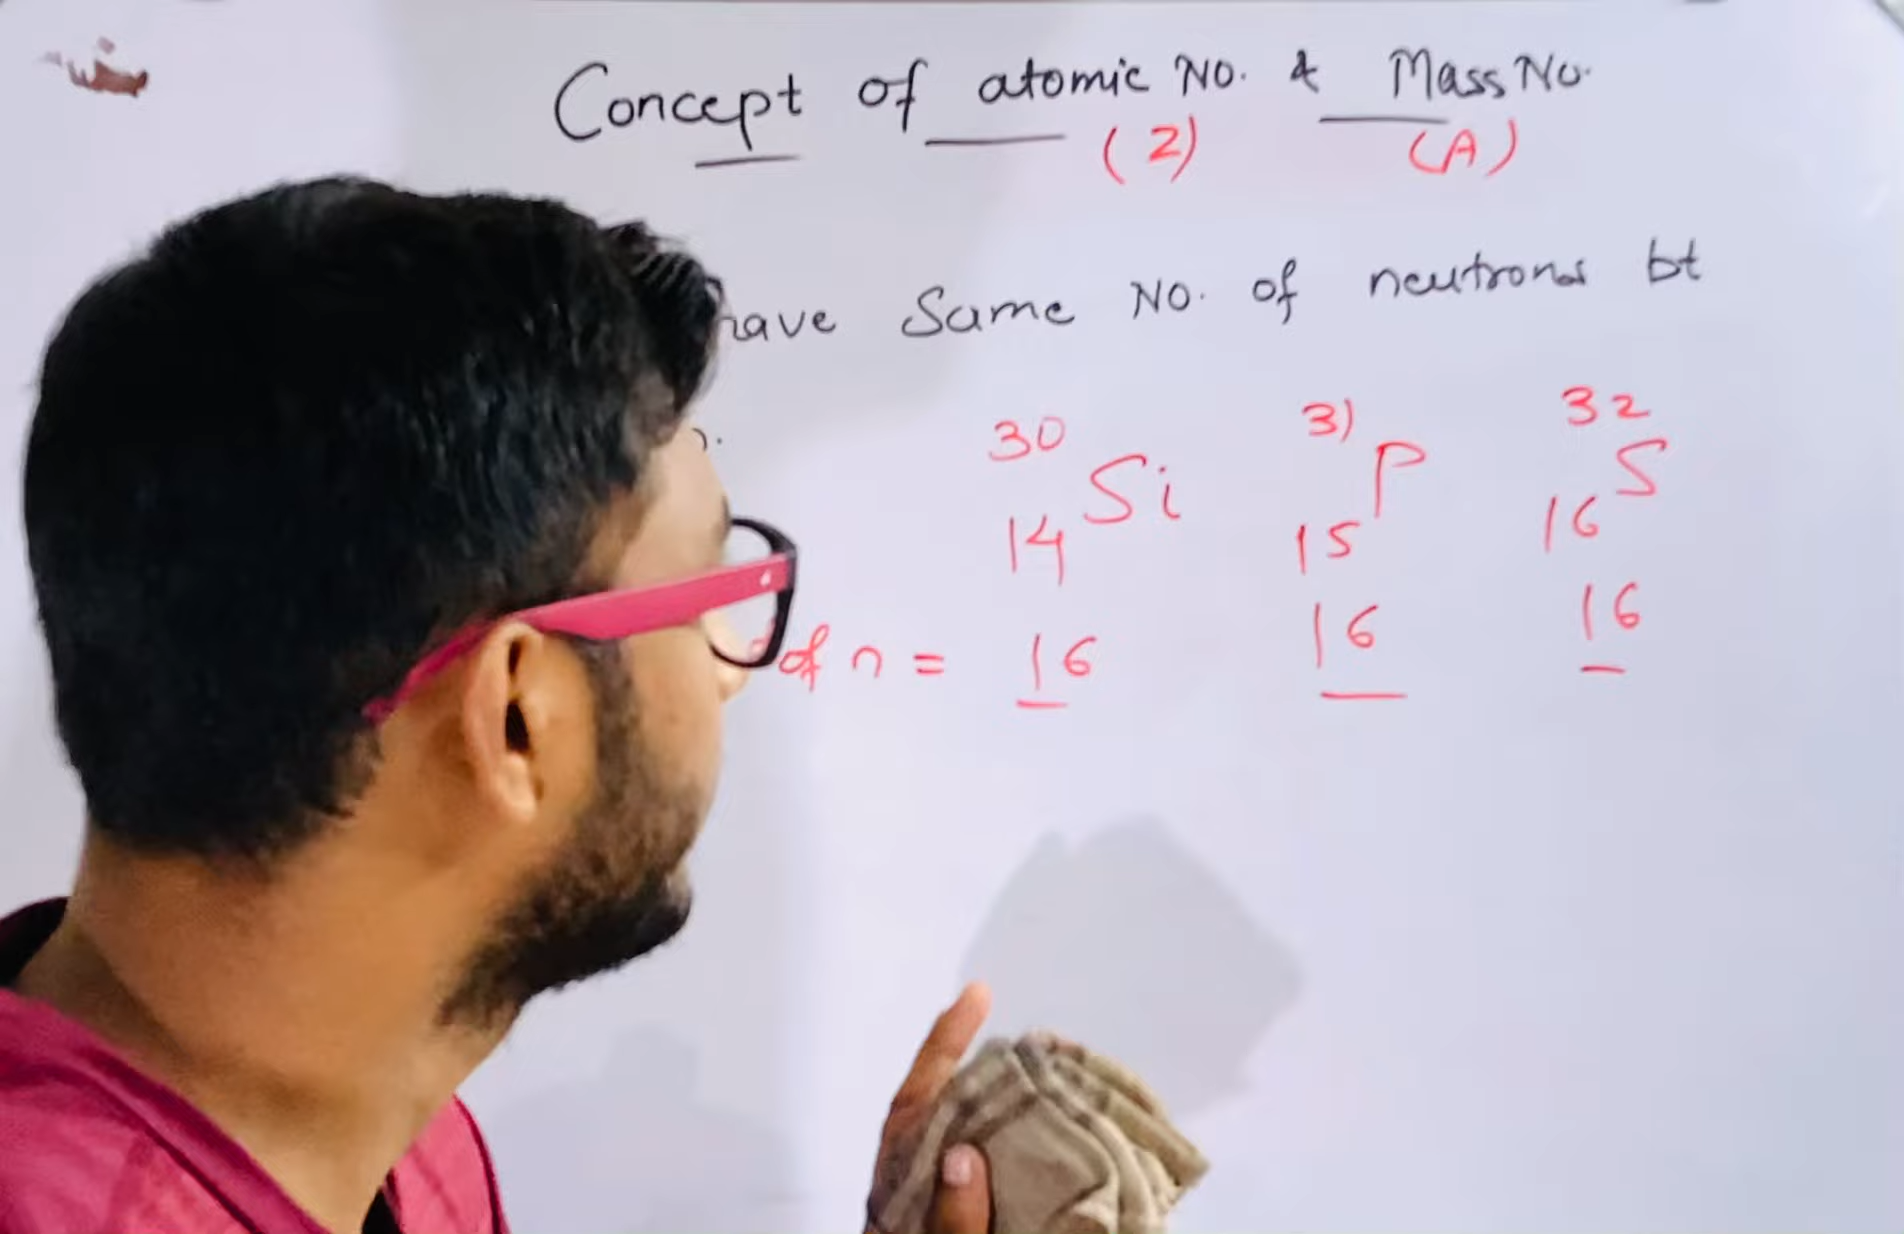 Concept of atomic No. & Mass No.
(Z) (A)
have Same No. of neutrons bt
30 31 32
Si P S
14 15 16
of n = 16 16 16